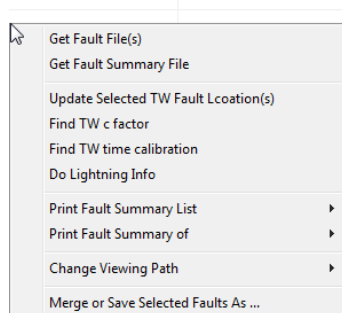 Get Fault File(s)
Get Fault Summary File
Update Selected TW Fault Lcoation(s)
Find TW c factor
Find TW time calibration
Do Lightning Info
Print Fault Summary List
Print Fault Summary of
Change Viewing Path
Merge or Save Selected Faults As ...